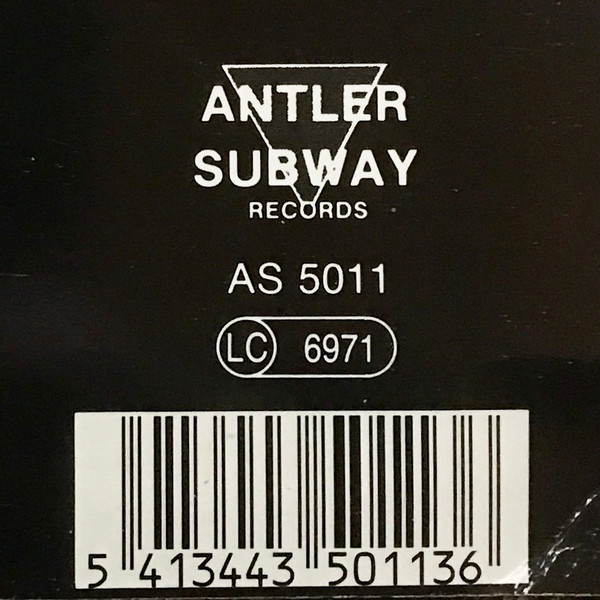 ANTLER
SUBWAY
RECORDS
AS 5011
LC 6971
5 413443 501136